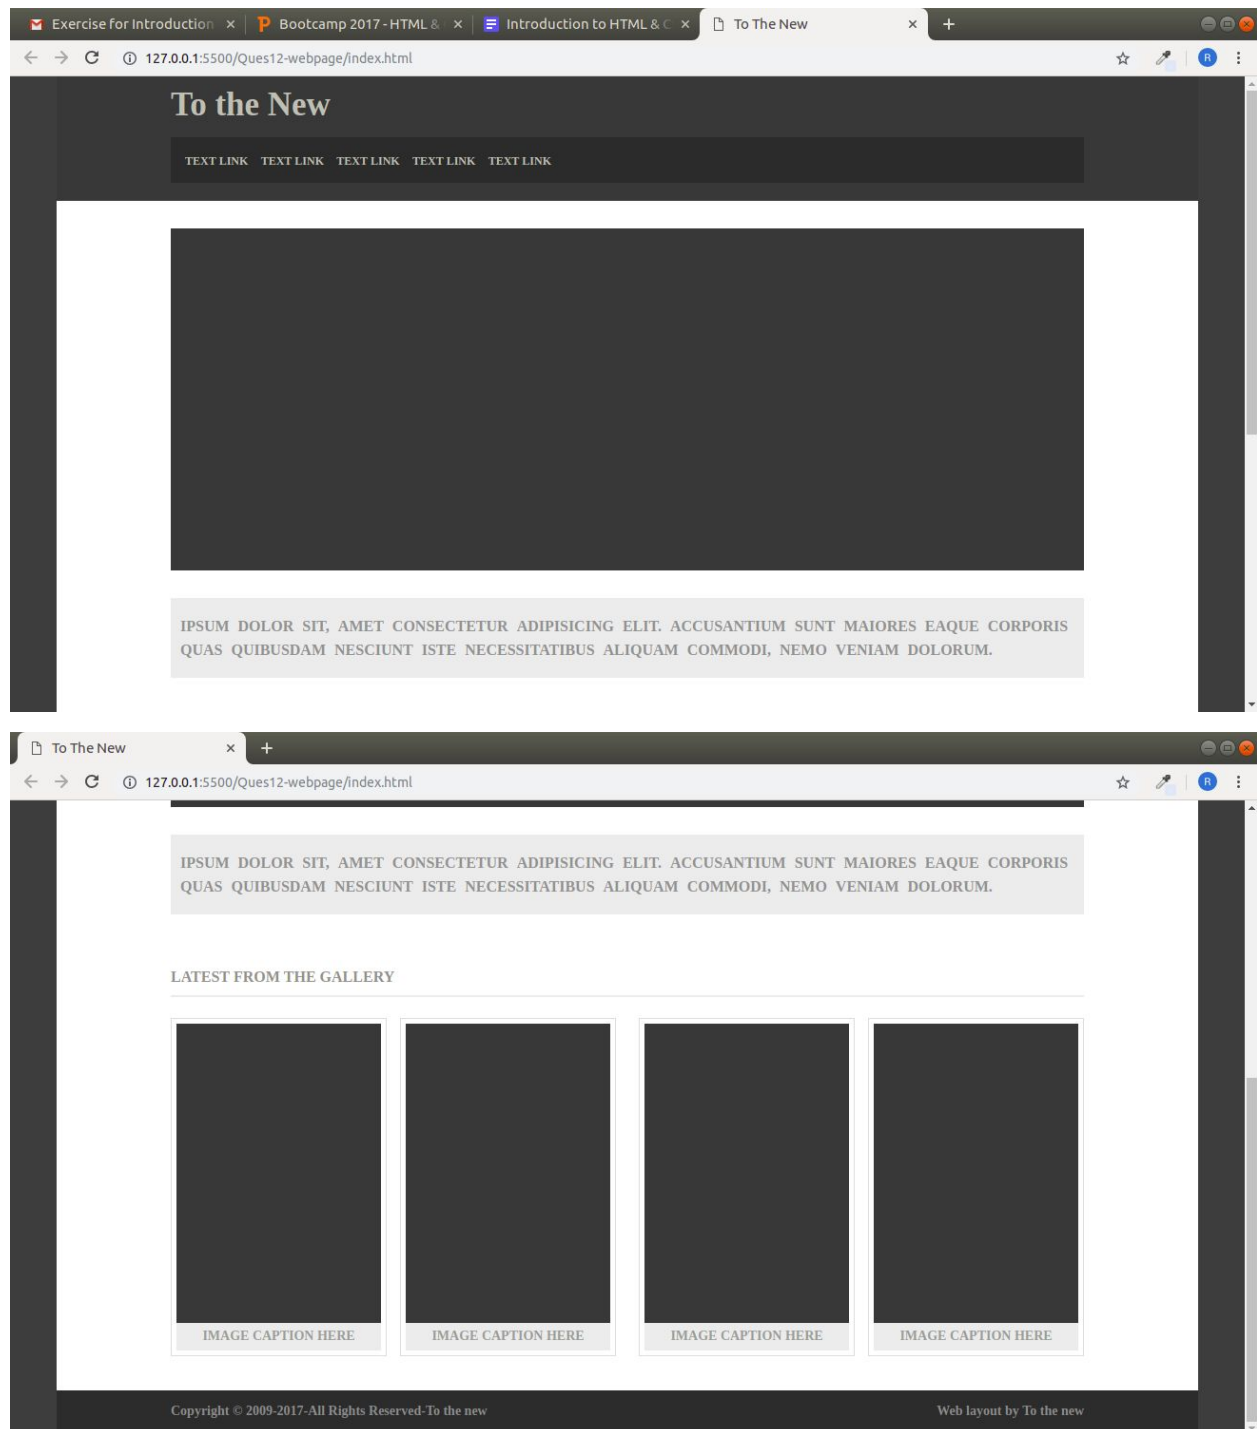 Exercise for Introduction
Bootcamp 2017 - HTML &
Introduction to HTML & C
To The New
127.0.0.1:5500/Ques12-webpage/index.html
R
To the New
TEXT LINK TEXT LINK TEXT LINK TEXT LINK TEXT LINK
IPSUM DOLOR SIT, AMET CONSECTETUR ADIPISICING ELIT. ACCUSANTIUM SUNT MAIORES EAQUE CORPORIS
QUAS QUIBUSDAM NESCIUNT ISTE NECESSITATIBUS ALIQUAM COMMODI, NEMO VENIAM DOLORUM.
To The New
127.0.0.1:5500/Ques12-webpage/index.html
R
IPSUM DOLOR SIT, AMET CONSECTETUR ADIPISICING ELIT. ACCUSANTIUM SUNT MAIORES EAQUE CORPORIS
QUAS QUIBUSDAM NESCIUNT ISTE NECESSITATIBUS ALIQUAM COMMODI, NEMO VENIAM DOLORUM.
LATEST FROM THE GALLERY
IMAGE CAPTION HERE
IMAGE CAPTION HERE
IMAGE CAPTION HERE
IMAGE CAPTION HERE
Copyright © 2009-2017-All Rights Reserved-To the new
Web layout by To the new